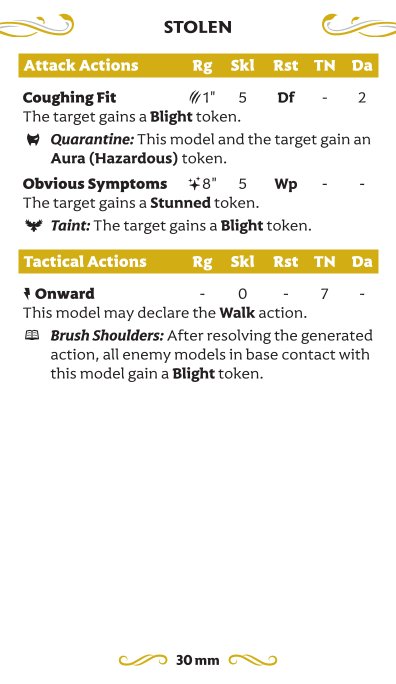 STOLEN
Attack Actions Rg Skl Rst TN Da
Coughing Fit 1" 5 Df - 2
The target gains a Blight token.
Quarantine: This model and the target gain an
Aura (Hazardous) token.
Obvious Symptoms 8" 5 Wp - -
The target gains a Stunned token.
Taint: The target gains a Blight token.
Tactical Actions Rg Skl Rst TN Da
Onward - 0 - 7 -
This model may declare the Walk action.
Brush Shoulders: After resolving the generated
action, all enemy models in base contact with
this model gain a Blight token.
30 mm